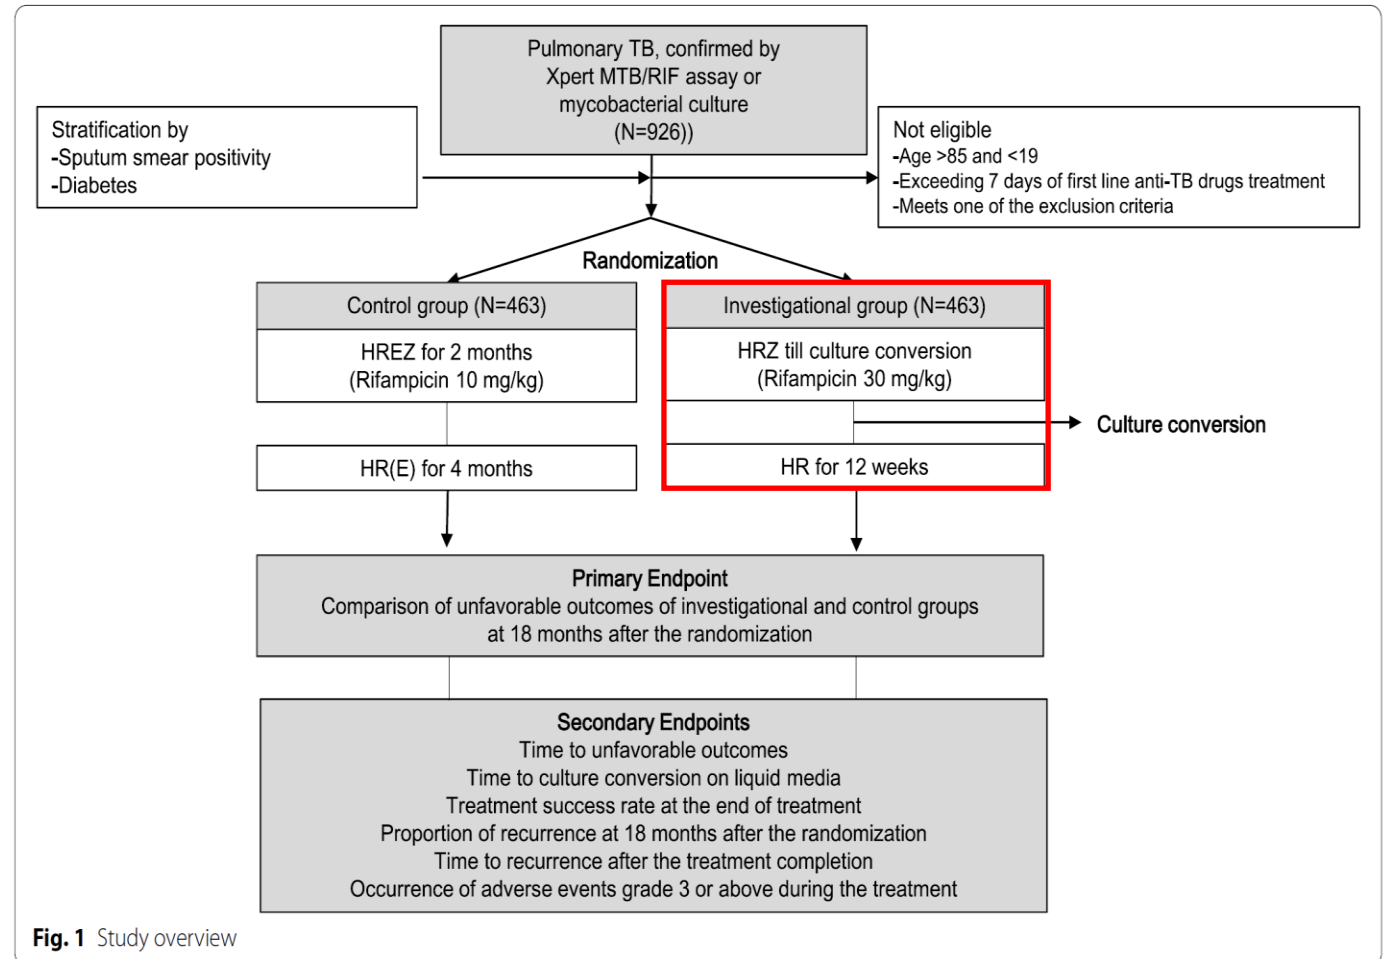 Pulmonary TB, confirmed by
Xpert MTB/RIF assay or
mycobacterial culture
(N=926))
Stratification by
-Sputum smear positivity
-Diabetes
Not eligible
-Age >85 and <19
-Exceeding 7 days of first line anti-TB drugs treatment
-Meets one of the exclusion criteria
Randomization
Control group (N=463)
HREZ for 2 months
(Rifampicin 10 mg/kg)
HR(E) for 4 months
Investigational group (N=463)
HRZ till culture conversion
(Rifampicin 30 mg/kg)
Culture conversion
HR for 12 weeks
Primary Endpoint
Comparison of unfavorable outcomes of investigational and control groups
at 18 months after the randomization
Secondary Endpoints
Time to unfavorable outcomes
Time to culture conversion on liquid media
Treatment success rate at the end of treatment
Proportion of recurrence at 18 months after the randomization
Time to recurrence after the treatment completion
Occurrence of adverse events grade 3 or above during the treatment
Fig. 1 Study overview